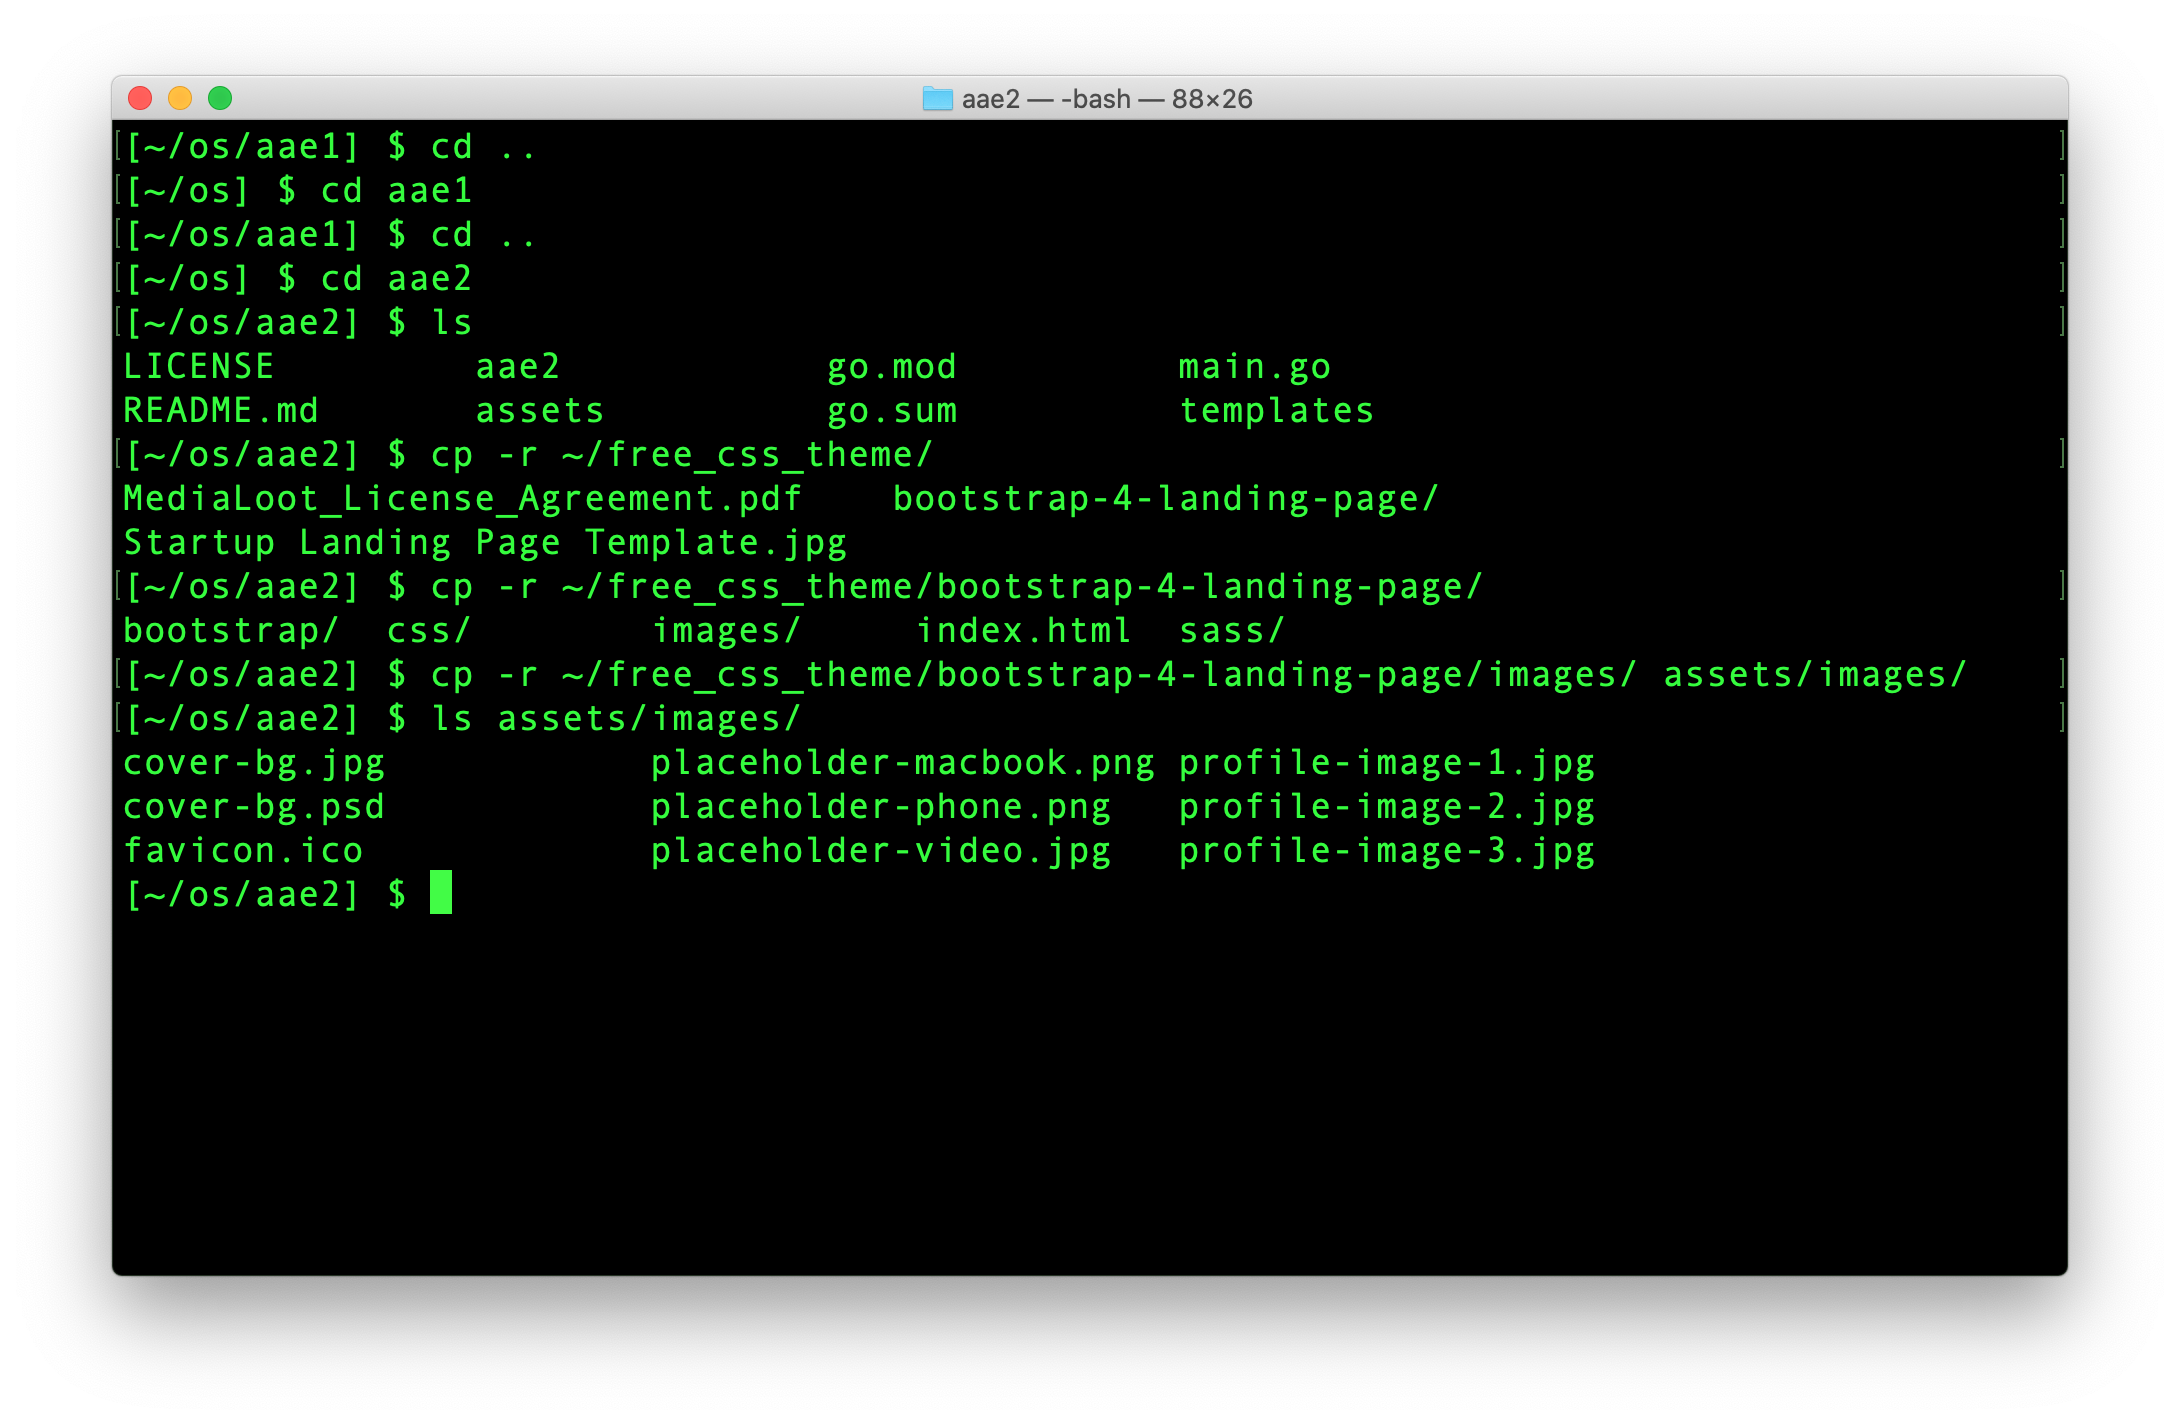 aae2 — -bash — 88×26
[~/os/aae1] $ cd ..
[~/os] $ cd aae1
[~/os/aae1] $ cd ..
[~/os] $ cd aae2
[~/os/aae2] $ ls
LICENSE         aae2            go.mod          main.go
README.md       assets          go.sum          templates
[~/os/aae2] $ cp -r ~/free_css_theme/
MediaLoot_License_Agreement.pdf    bootstrap-4-landing-page/
Startup Landing Page Template.jpg
[~/os/aae2] $ cp -r ~/free_css_theme/bootstrap-4-landing-page/
bootstrap/  css/        images/     index.html  sass/
[~/os/aae2] $ cp -r ~/free_css_theme/bootstrap-4-landing-page/images/ assets/images/
[~/os/aae2] $ ls assets/images/
cover-bg.jpg            placeholder-macbook.png profile-image-1.jpg
cover-bg.psd            placeholder-phone.png   profile-image-2.jpg
favicon.ico             placeholder-video.jpg   profile-image-3.jpg
[~/os/aae2] $